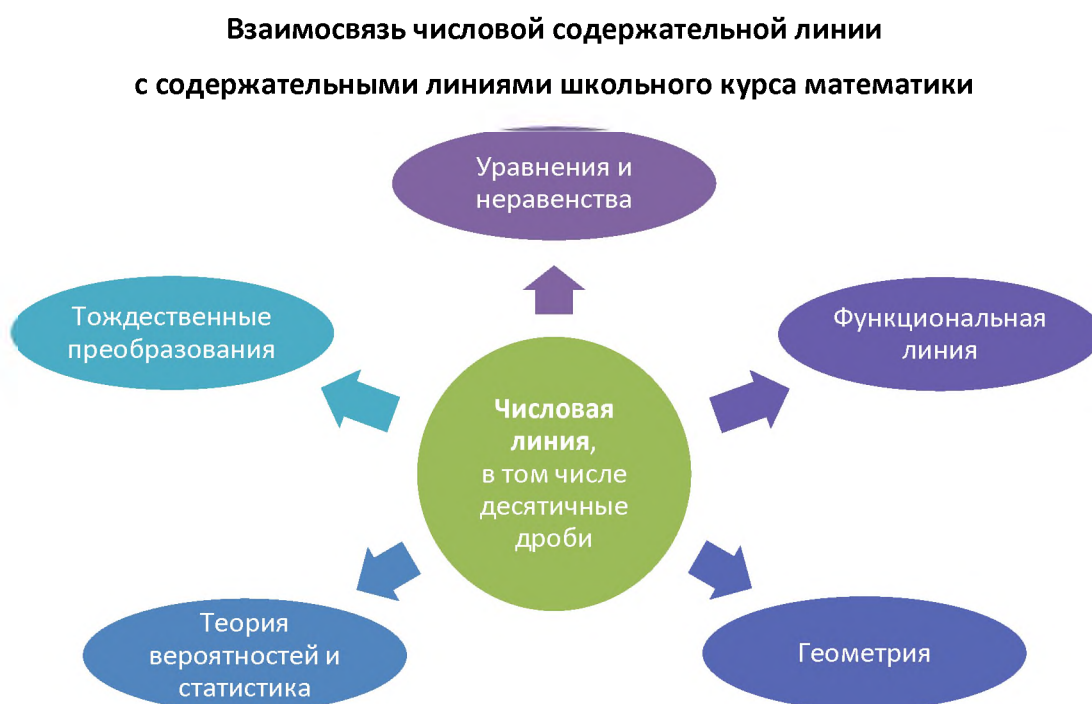 Взаимосвязь числовой содержательной линии
с содержательными линиями школьного курса математики
Уравнения и
неравенства
Тождественные
преобразования
Функциональная
линия
Числовая
линия,
в том числе
десятичные
дроби
Теория
вероятностей и
статистика
Геометрия